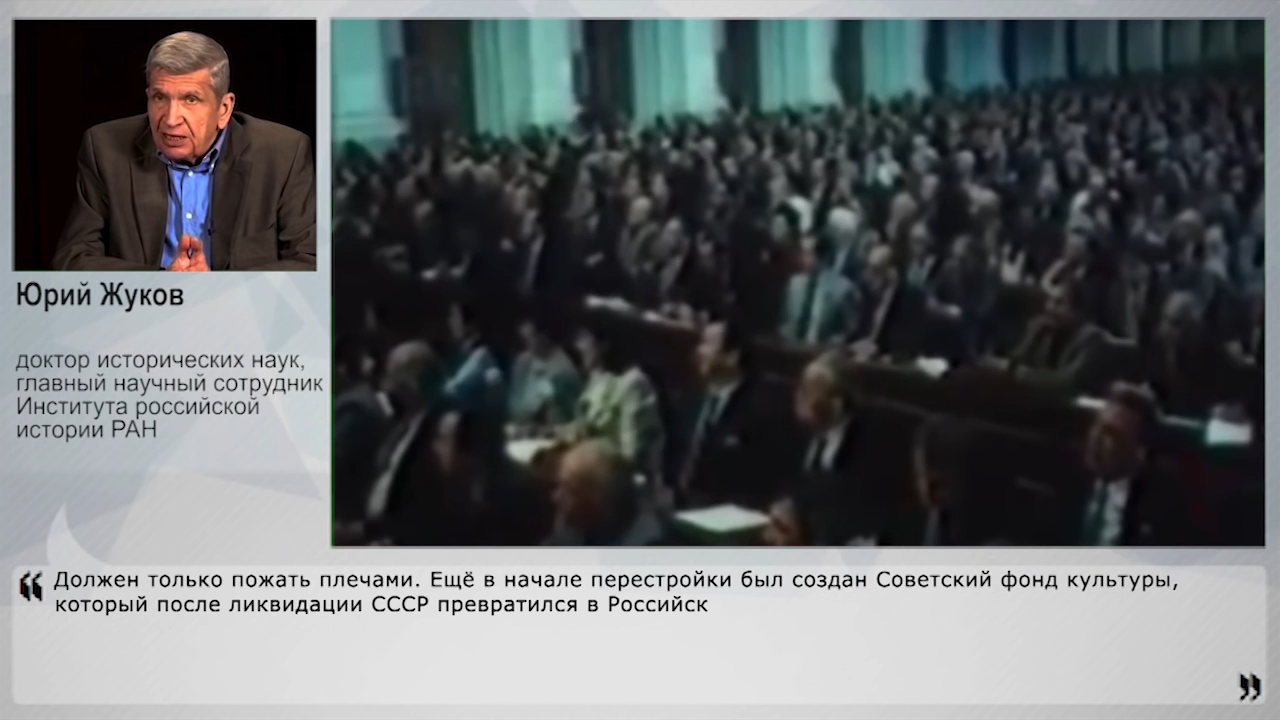 Юрий Жуков
доктор исторических наук,
главный научный сотрудник
Института российской
истории РАН
“ Должен только пожать плечами. Ещё в начале перестройки был создан Советский фонд культуры,
который после ликвидации СССР превратился в Российск
”